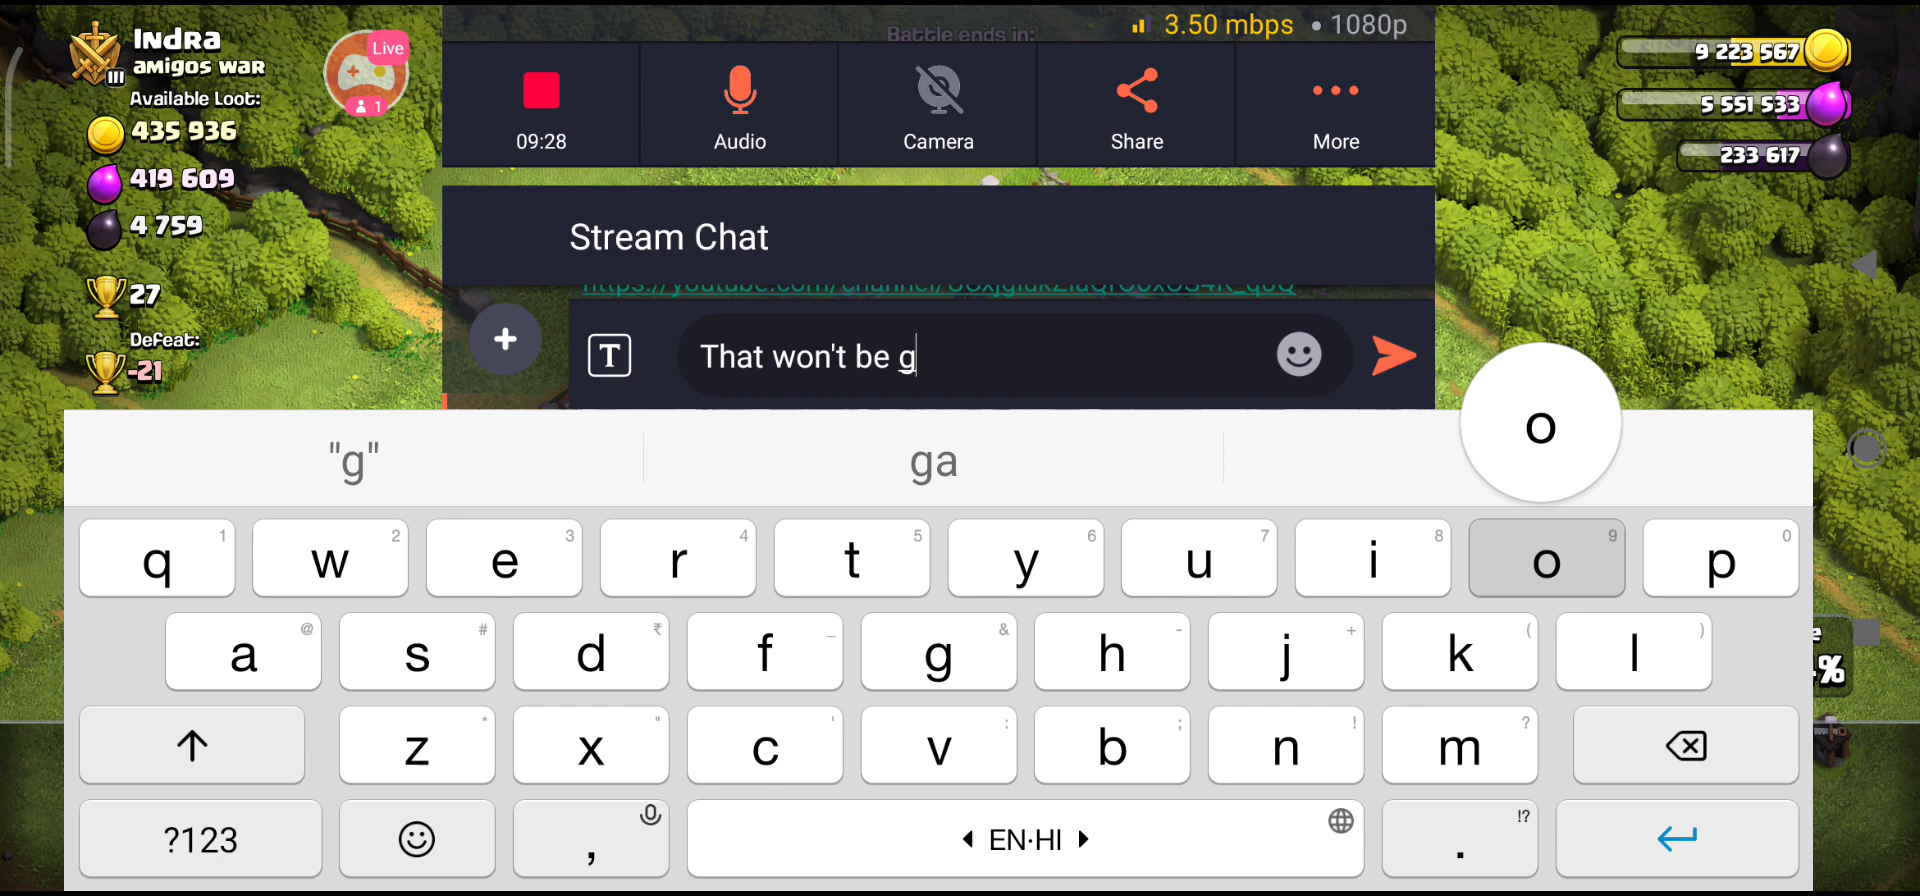 Indra
amigos war
Live
1
III
Available Loot:
435 936
419 609
4 759
27
Defeat:
-21
Battle ends in:
3.50 mbps • 1080p
09:28
Audio
Camera
Share
More
9 223 567
5 551 533
233 617
Stream Chat
T
That won't be g
"g"
ga
o
q 1 w 2 e 3 r 4 t 5 y 6 u 7 i 8 o 9 p 0
a @ s # d ₹ f _ g & h - j + k ( l )
z * x " c ' v : b ; n ! m ?
?123 , EN·HI . !?
%